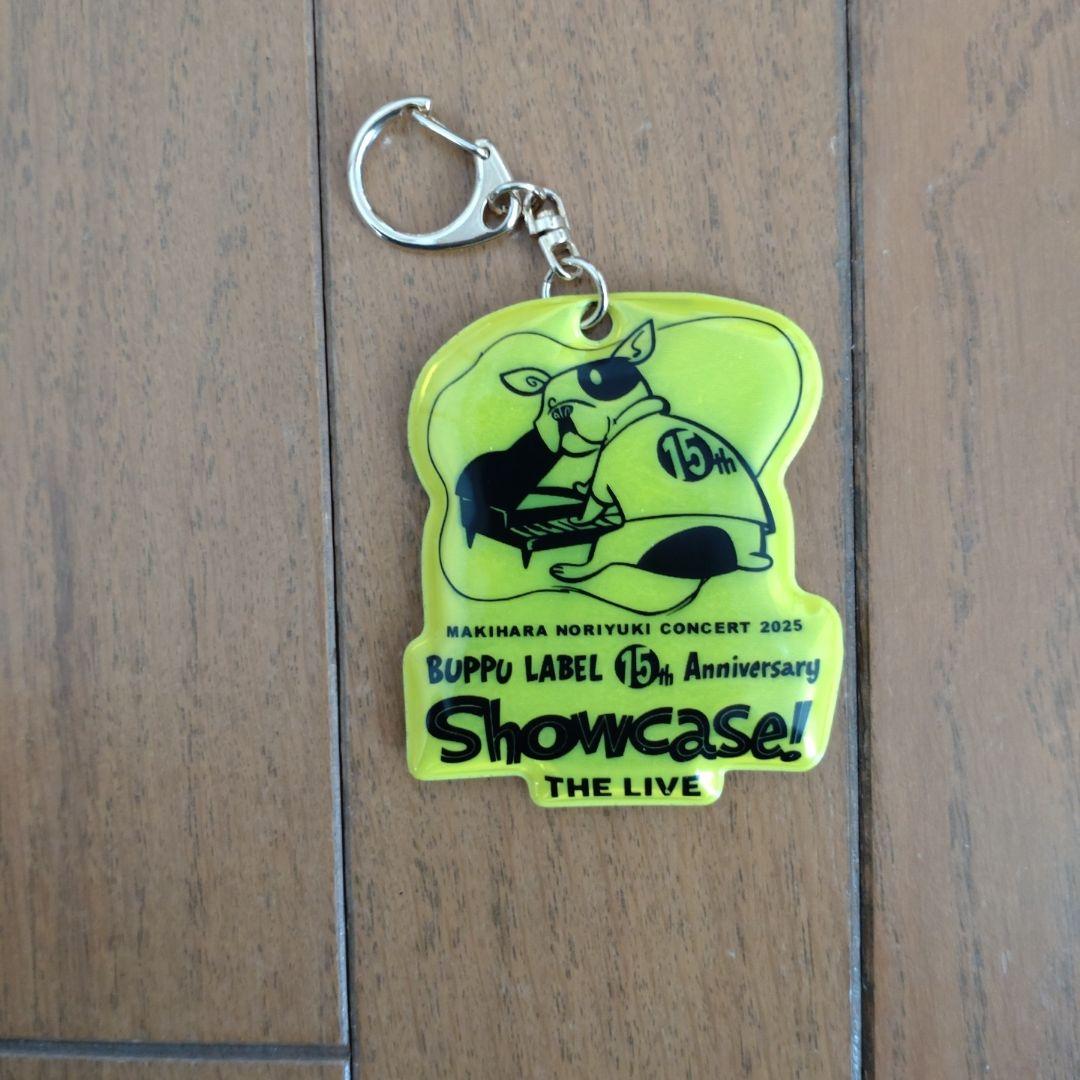 15th
MAKIHARA NORIYUKI CONCERT 2025
BUPPU LABEL 15th Anniversary
Showcase!
THE LIVE